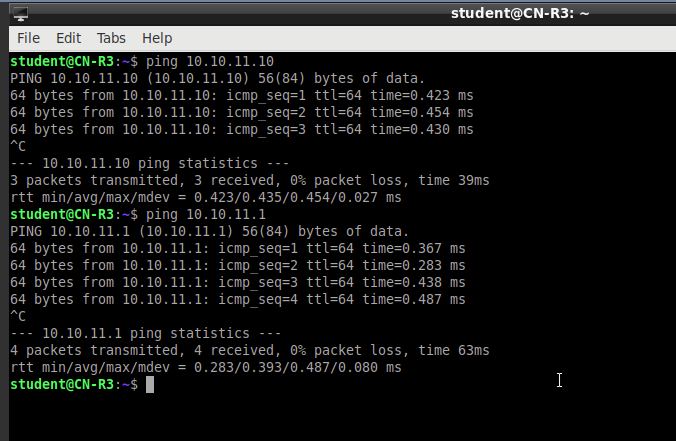 student@CN-R3: ~
File Edit Tabs Help
student@CN-R3:~$ ping 10.10.11.10
PING 10.10.11.10 (10.10.11.10) 56(84) bytes of data.
64 bytes from 10.10.11.10: icmp_seq=1 ttl=64 time=0.423 ms
64 bytes from 10.10.11.10: icmp_seq=2 ttl=64 time=0.454 ms
64 bytes from 10.10.11.10: icmp_seq=3 ttl=64 time=0.430 ms
^C
--- 10.10.11.10 ping statistics ---
3 packets transmitted, 3 received, 0% packet loss, time 39ms
rtt min/avg/max/mdev = 0.423/0.435/0.454/0.027 ms
student@CN-R3:~$ ping 10.10.11.1
PING 10.10.11.1 (10.10.11.1) 56(84) bytes of data.
64 bytes from 10.10.11.1: icmp_seq=1 ttl=64 time=0.367 ms
64 bytes from 10.10.11.1: icmp_seq=2 ttl=64 time=0.283 ms
64 bytes from 10.10.11.1: icmp_seq=3 ttl=64 time=0.438 ms
64 bytes from 10.10.11.1: icmp_seq=4 ttl=64 time=0.487 ms
^C
--- 10.10.11.1 ping statistics ---
4 packets transmitted, 4 received, 0% packet loss, time 63ms
rtt min/avg/max/mdev = 0.283/0.393/0.487/0.080 ms
student@CN-R3:~$